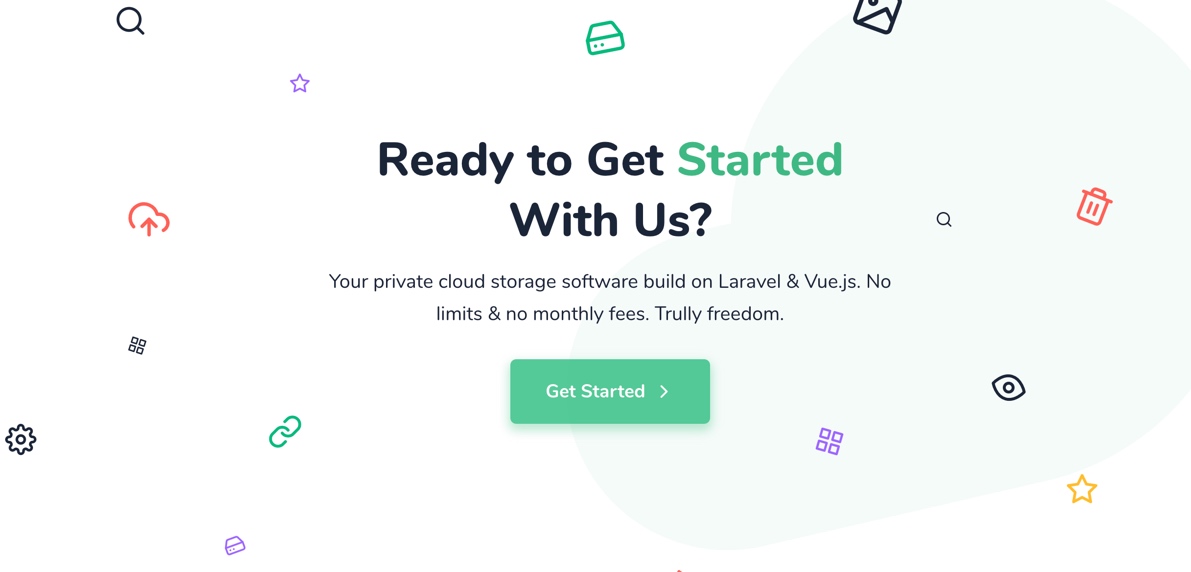 Ready to Get Started
With Us?
Your private cloud storage software build on Laravel & Vue.js. No
limits & no monthly fees. Trully freedom.
Get Started